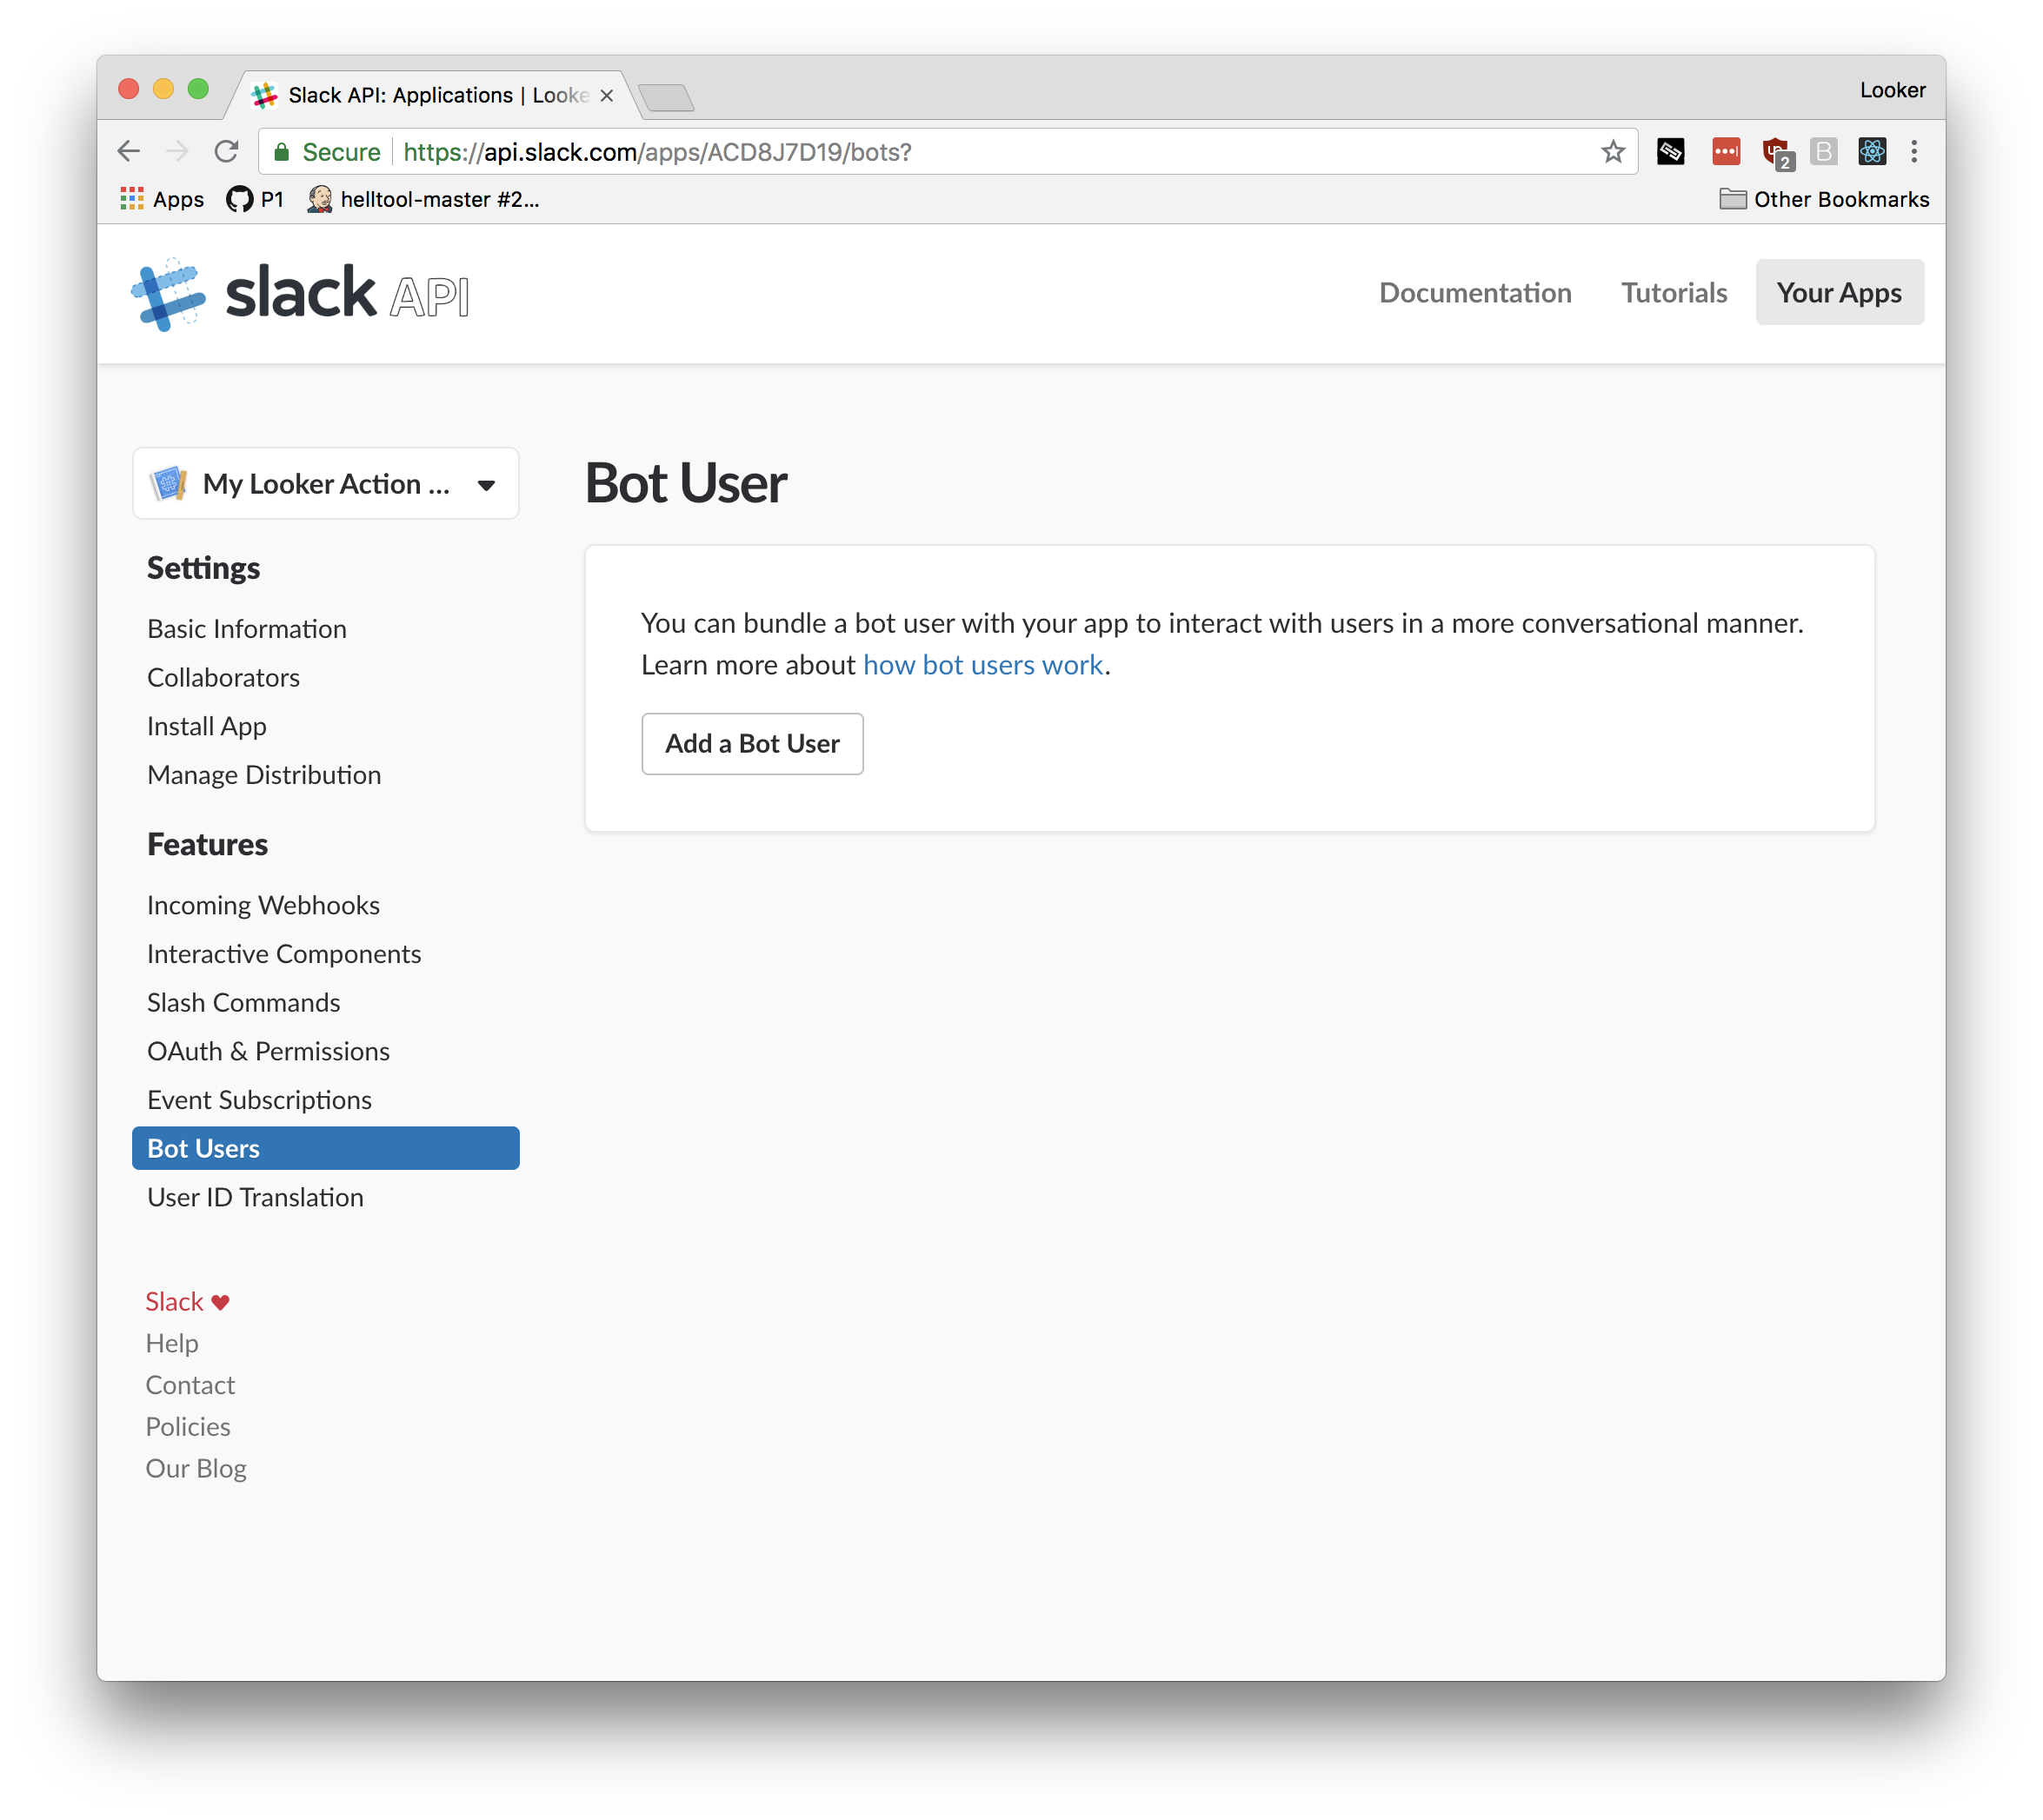 Slack API: Applications | Looke
Looker
Secure
https://api.slack.com/apps/ACD8J7D19/bots?
2
B
Apps
P1
helltool-master #2...
Other Bookmarks
slack API
Documentation
Tutorials
Your Apps
My Looker Action ...
Settings
Basic Information
Collaborators
Install App
Manage Distribution
Features
Incoming Webhooks
Interactive Components
Slash Commands
OAuth & Permissions
Event Subscriptions
Bot Users
User ID Translation
Slack ♥
Help
Contact
Policies
Our Blog
Bot User
You can bundle a bot user with your app to interact with users in a more conversational manner.
Learn more about how bot users work.
Add a Bot User